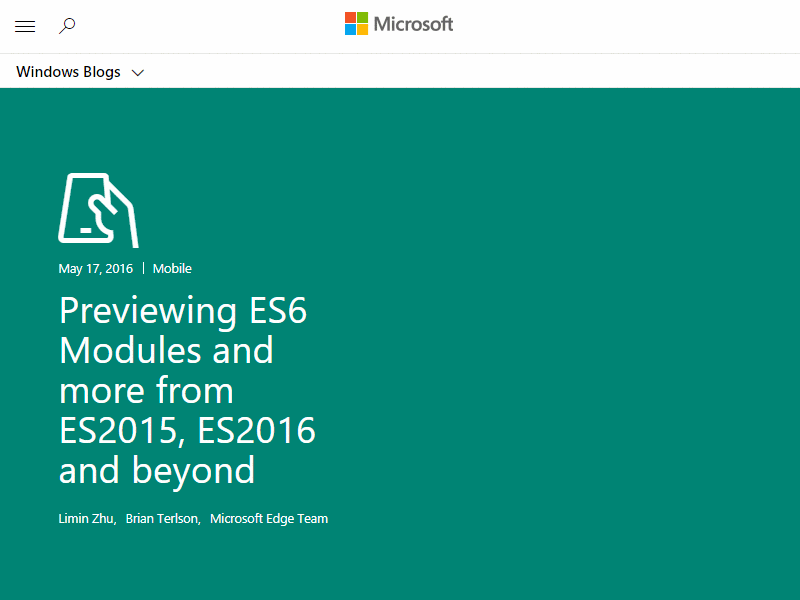 Microsoft
Windows Blogs
May 17, 2016 | Mobile
Previewing ES6
Modules and
more from
ES2015, ES2016
and beyond
Limin Zhu, Brian Terlson, Microsoft Edge Team